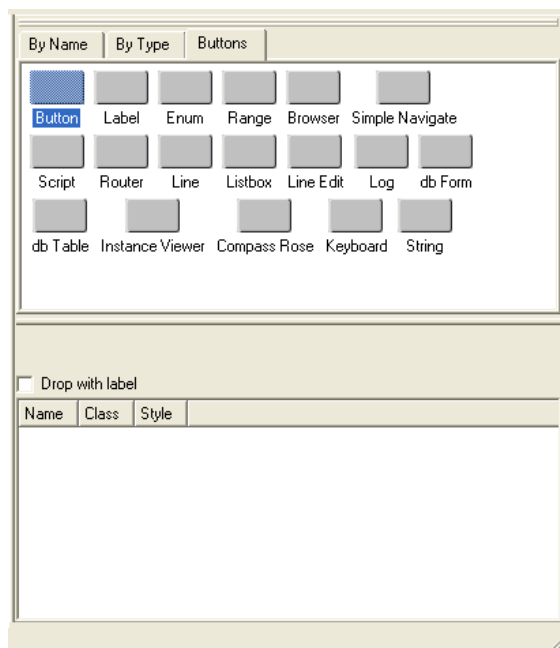 By Name By Type Buttons
Button Label Enum Range Browser Simple Navigate
Script Router Line Listbox Line Edit Log db Form
db Table Instance Viewer Compass Rose Keyboard String
Drop with label
Name Class Style